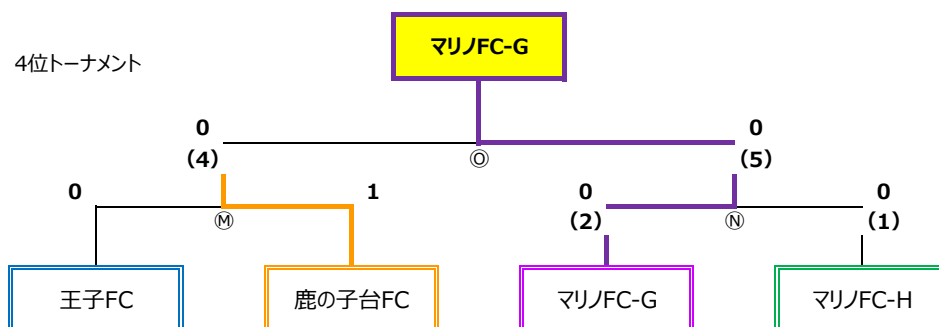 マリノFC-G
4位トーナメント
0 0
(4) Ⓞ (5)
0 1 0 0
Ⓜ (2) Ⓝ (1)
王子FC 鹿の子台FC マリノFC-G マリノFC-H